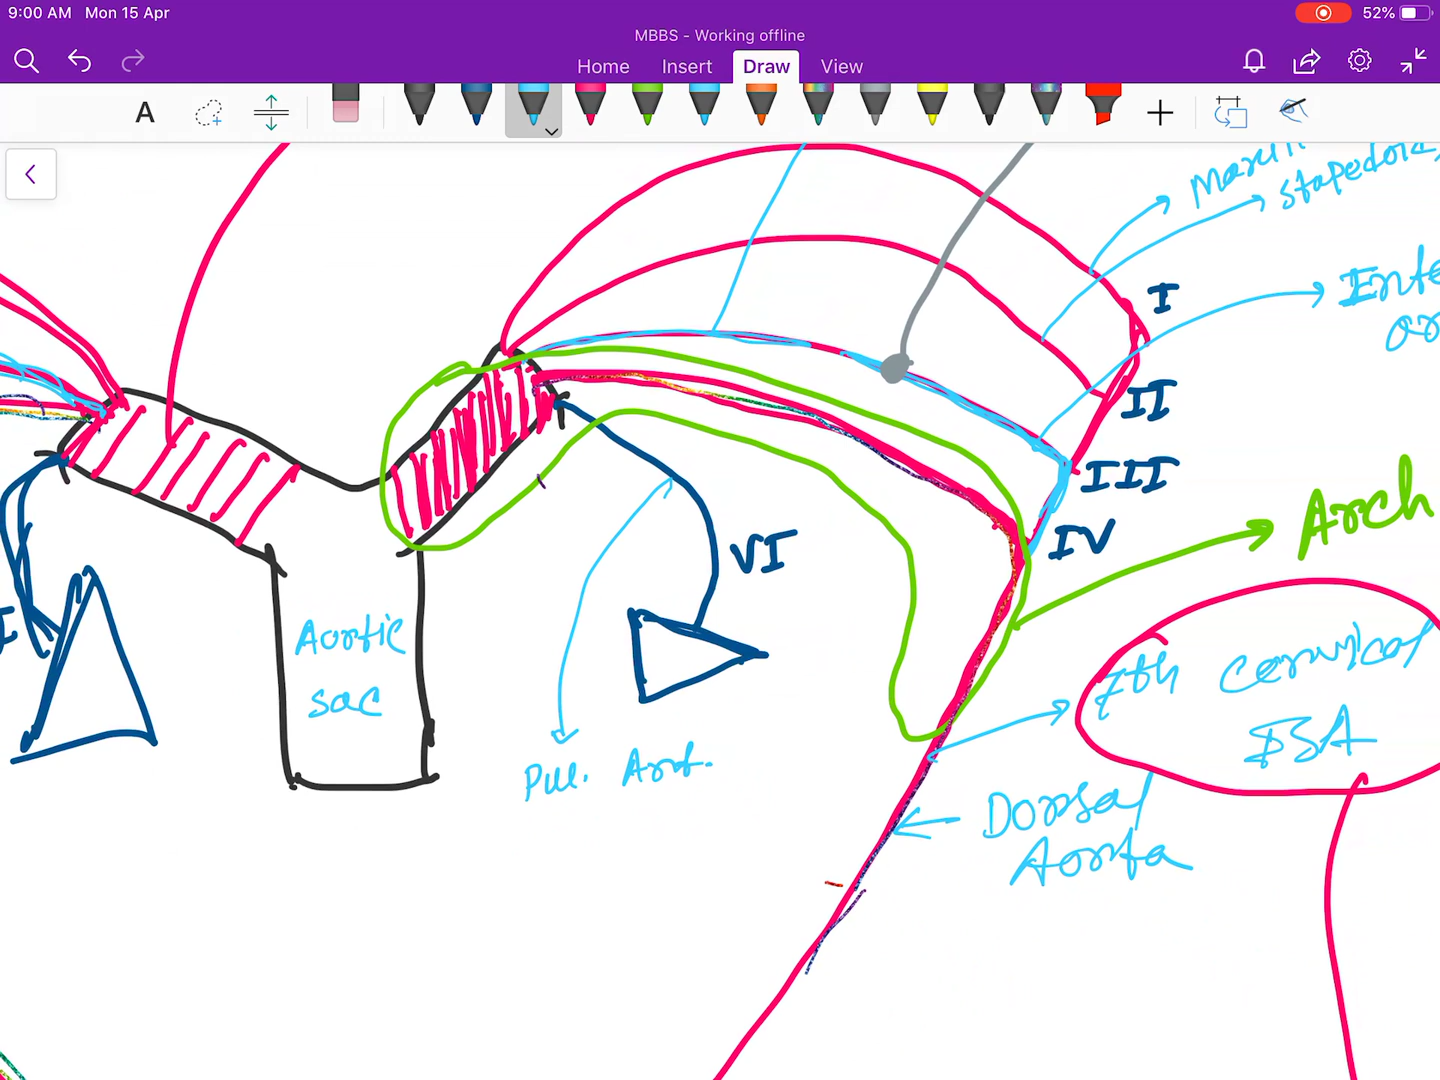 9:00 AM Mon 15 Apr
52%
MBBS - Working offline
Home Insert Draw View
A
I
II
III
IV
VI
Arch
Aortic
sac
7th Cervical
ISA
Pul. Art.
Dorsal
Aorta